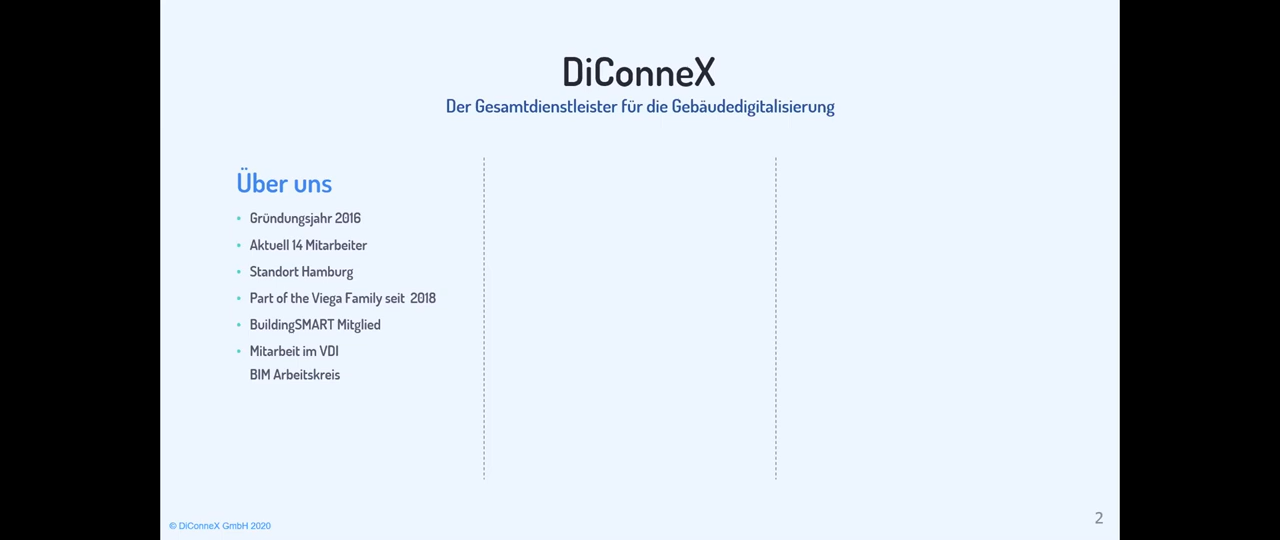 DiConneX
Der Gesamtdienstleister für die Gebäudedigitalisierung
Über uns
• Gründungsjahr 2016
• Aktuell 14 Mitarbeiter
• Standort Hamburg
• Part of the Viega Family seit 2018
• BuildingSMART Mitglied
• Mitarbeit im VDI
BIM Arbeitskreis
© DiConneX GmbH 2020
2